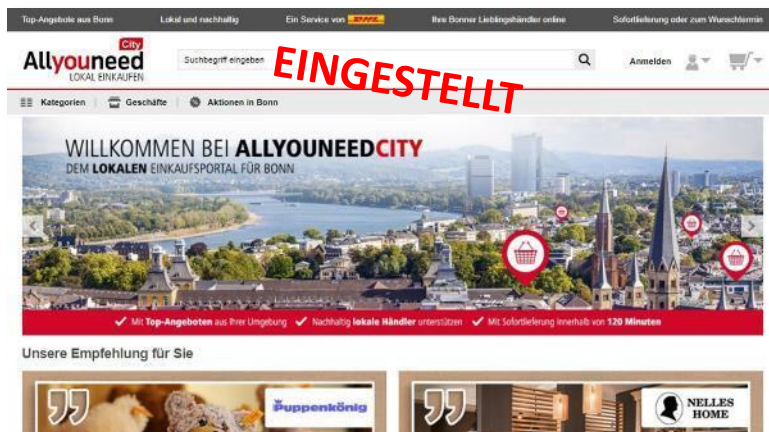 Top-Angebote aus Bonn
Lokal und nachhaltig
Ein Service von DHL
Ihre Bonner Lieblingshändler online
Sofortlieferung oder zum Wunschtermin
City
Allyouneed
LOKAL EINKAUFEN
Suchbegriff eingeben
EINGESTELLT
Anmelden
Kategorien
Geschäfte
Aktionen in Bonn
WILLKOMMEN BEI ALLYOUNEEDCITY
DEM LOKALEN EINKAUFSPORTAL FÜR BONN
Mit Top-Angeboten aus Ihrer Umgebung
Nachhaltig lokale Händler unterstützen
Mit Sofortlieferung innerhalb von 120 Minuten
Unsere Empfehlung für Sie
Puppenkönig
NELLES
HOME